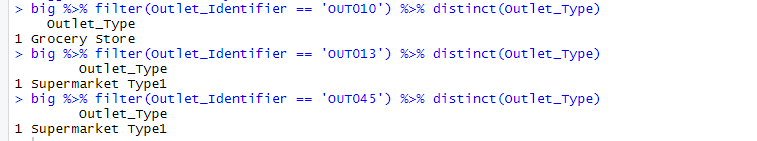 > big %>% filter(Outlet_Identifier == 'OUT010') %>% distinct(Outlet_Type)
    Outlet_Type
1 Grocery Store
> big %>% filter(Outlet_Identifier == 'OUT013') %>% distinct(Outlet_Type)
        Outlet_Type
1 Supermarket Type1
> big %>% filter(Outlet_Identifier == 'OUT045') %>% distinct(Outlet_Type)
        Outlet_Type
1 Supermarket Type1